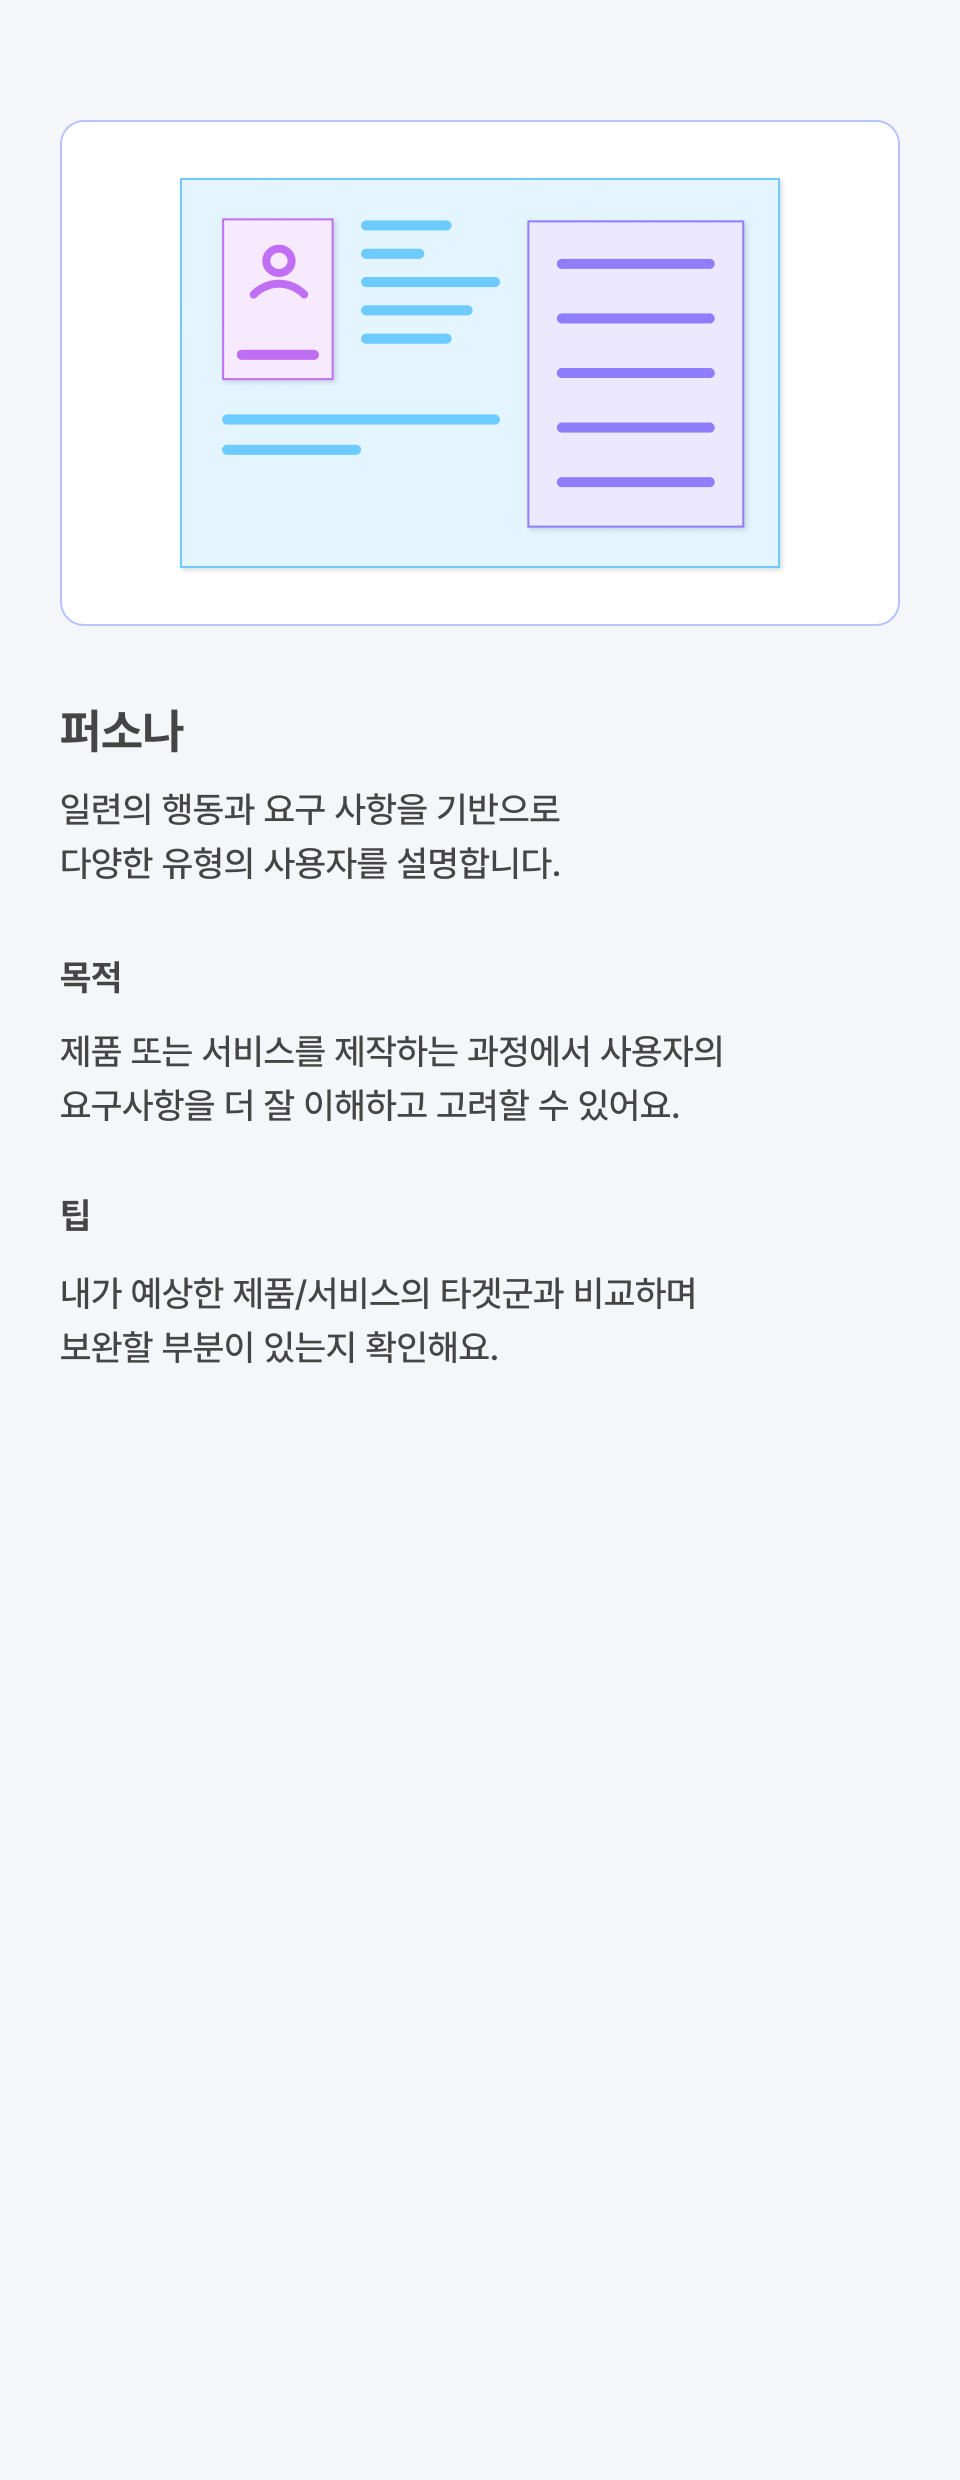 퍼소나
일련의 행동과 요구 사항을 기반으로
다양한 유형의 사용자를 설명합니다.
목적
제품 또는 서비스를 제작하는 과정에서 사용자의
요구사항을 더 잘 이해하고 고려할 수 있어요.
팁
내가 예상한 제품/서비스의 타겟군과 비교하며
보완할 부분이 있는지 확인해요.